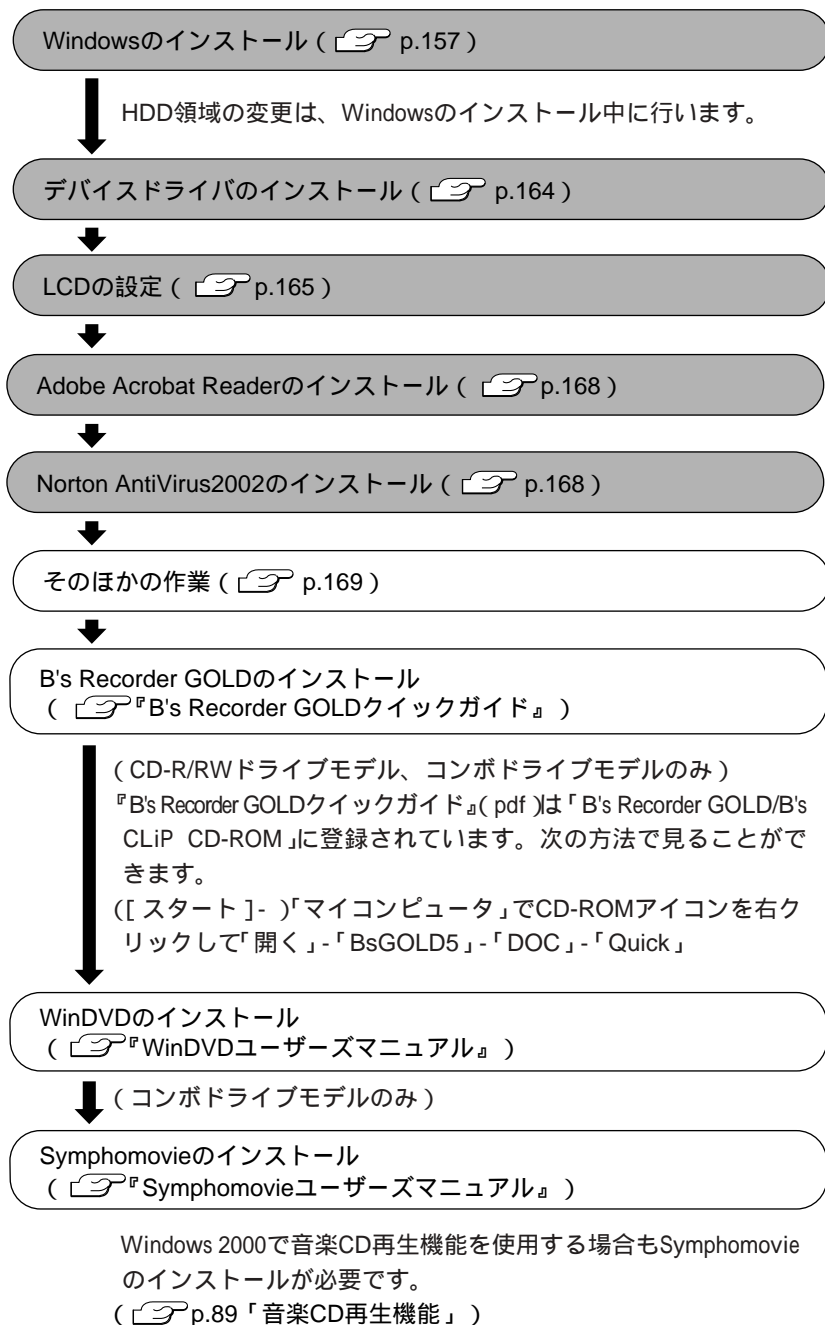 Windowsのインストール（ p.157 ）
HDD領域の変更は、Windowsのインストール中に行います。
デバイスドライバのインストール（ p.164 ）
LCDの設定（ p.165 ）
Adobe Acrobat Readerのインストール（ p.168 ）
Norton AntiVirus2002のインストール（ p.168 ）
そのほかの作業（ p.169 ）
B's Recorder GOLDのインストール
（ 『B's Recorder GOLDクイックガイド』）
（CD-R/RWドライブモデル、コンボドライブモデルのみ）
『B's Recorder GOLDクイックガイド』（pdf）は「B's Recorder GOLD/B's
CLiP CD-ROM」に登録されています。次の方法で見ることがで
きます。
（[スタート]-）「マイコンピュータ」でCD-ROMアイコンを右ク
リックして「開く」-「BsGOLD5」-「DOC」-「Quick」
WinDVDのインストール
（ 『WinDVDユーザーズマニュアル』）
（コンボドライブモデルのみ）
Symphomovieのインストール
（ 『Symphomovieユーザーズマニュアル』）
Windows 2000で音楽CD再生機能を使用する場合もSymphomovie
のインストールが必要です。
（ p.89「音楽CD再生機能」）